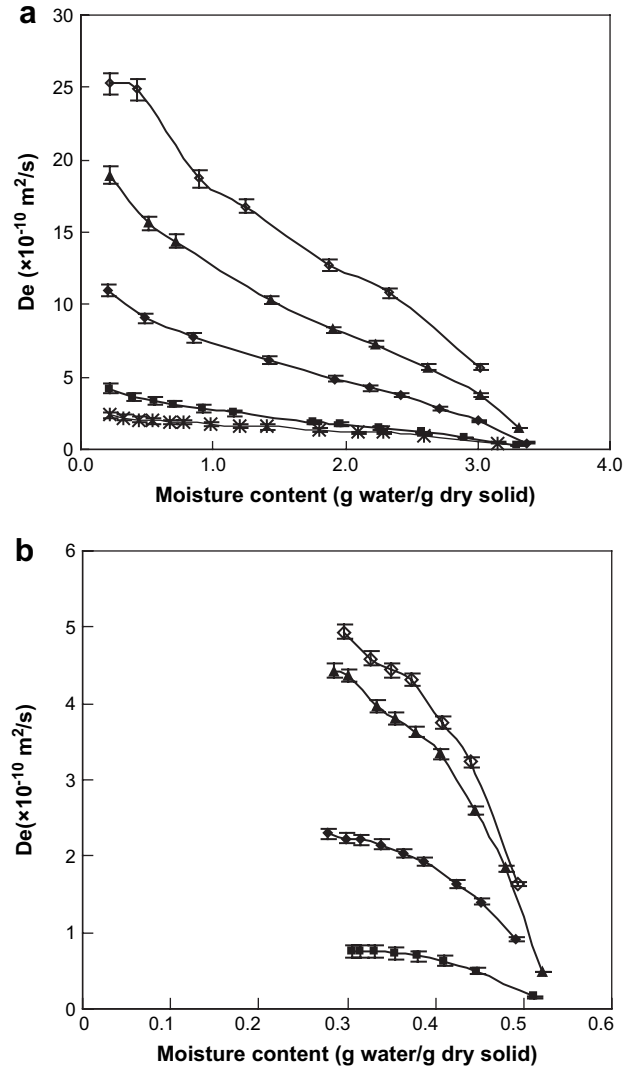 a
30
25
20
15
10
5
0
De (×10⁻¹⁰ m²/s)
0.0 1.0 2.0 3.0 4.0
Moisture content (g water/g dry solid)
b
6
5
4
3
2
1
0
De(×10⁻¹⁰ m²/s)
0 0.1 0.2 0.3 0.4 0.5 0.6
Moisture content (g water/g dry solid)